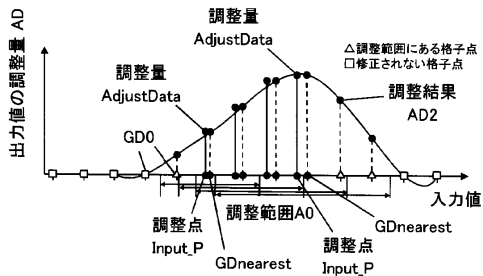 出力値の調整量 AD
調整量
AdjustData
調整量
AdjustData
△調整範囲にある格子点
□修正されない格子点
調整結果
AD2
GD0
調整範囲A0
入力値
調整点
Input_P
GDnearest
調整点
Input_P
GDnearest